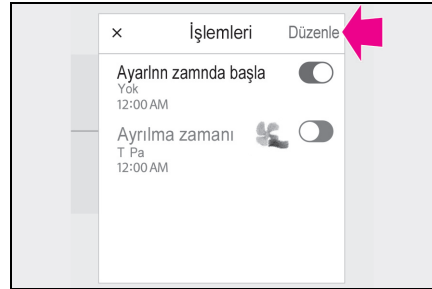 × İşlemleri Düzenle
Ayarlnn zamnda başla
Yok
12:00 AM
Ayrılma zamanı
T Pa
12:00 AM